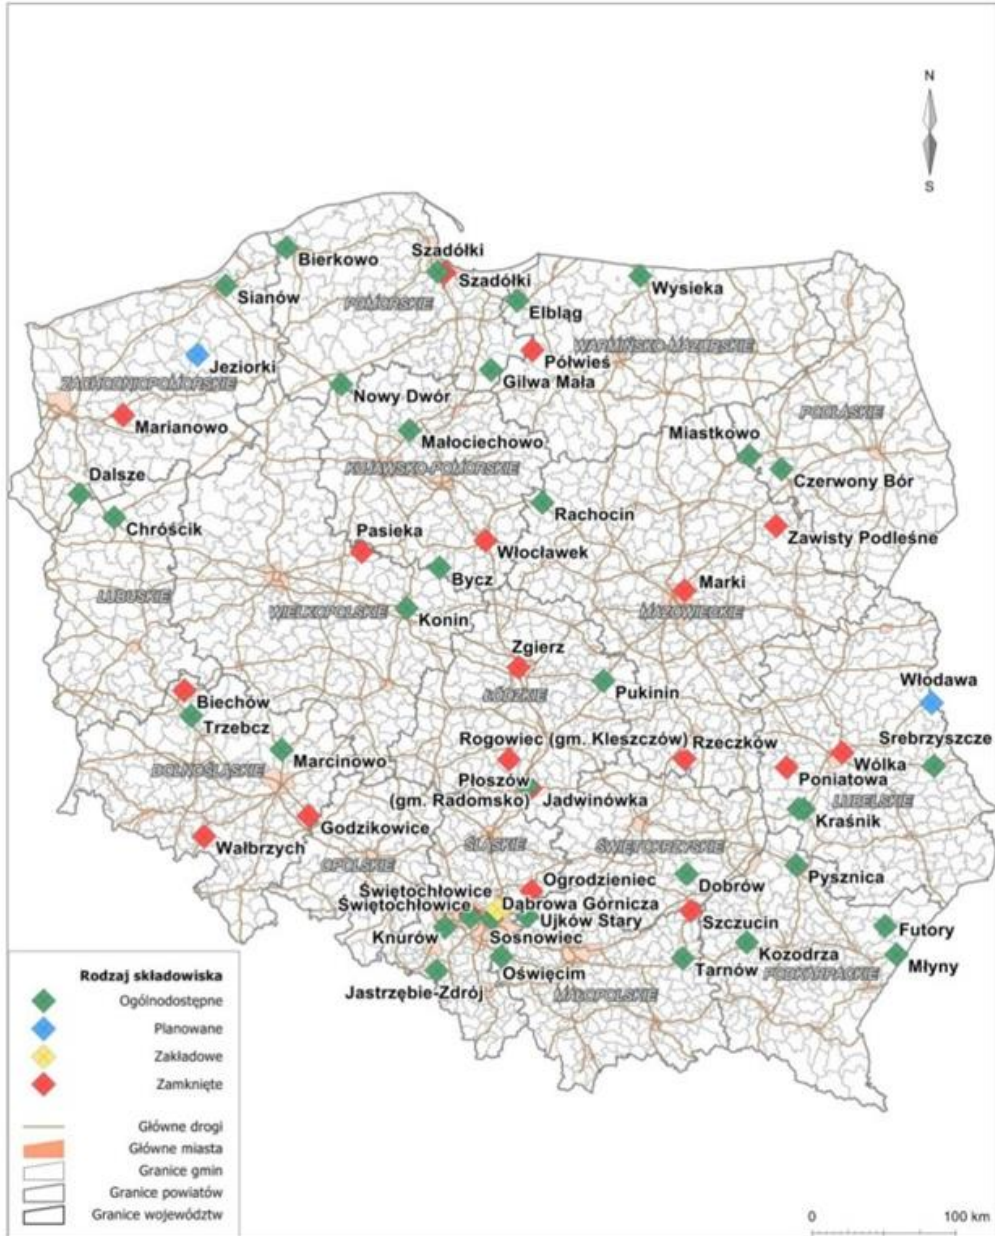 N
S
Bierkowo
Szadółki
Szadółki
Sianów
POMORSKIE
Wysieka
Elbląg
Jeziorki
ZACHODNIOPOMORSKIE
Półwieś
WARMIŃSKO-MAZURSKIE
Gilwa Mała
Nowy Dwór
Marianowo
PODLASKIE
Małociechowo
Miastkowo
KUJAWSKO-POMORSKIE
Czerwony Bór
Dalsze
Rachocin
Chróścik
Pasieka
Włocławek
Zawisty Podleśne
Bycz
Marki
LUBUSKIE
WIELKOPOLSKIE
Konin
MAZOWIECKIE
Zgierz
Włodawa
Biechów
ŁÓDZKIE
Pukinin
Trzebcz
Srebrzyszcze
Rogowiec (gm. Kleszczów)
Rzeczków
Marcinowo
Wólka
DOLNOŚLĄSKIE
Płoszów
(gm. Radomsko)
Jadwinówka
Poniatowa
LUBELSKIE
Godzikowice
Kraśnik
Wałbrzych
ŚLĄSKIE
ŚWIĘTOKRZYSKIE
OPOLSKIE
Pysznica
Ogrodzieniec
Dobrów
Świętochłowice
Świętochłowice
Dąbrowa Górnicza
Ujków Stary
Szczucin
Futory
Knurów
Sosnowiec
Kozodrza
Młyny
Oświęcim
Tarnów
PODKARPACKIE
Jastrzębie-Zdrój
MAŁOPOLSKIE
Rodzaj składowiska
Ogólnodostępne
Planowane
Zakładowe
Zamknięte
Główne drogi
Główne miasta
Granice gmin
Granice powiatów
Granice województw
0 100 km